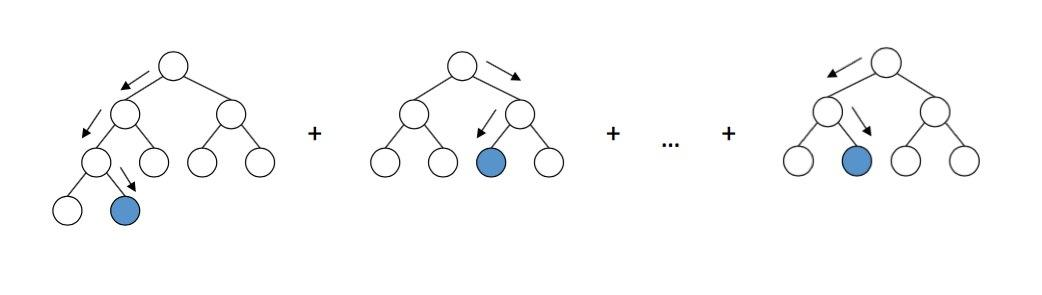 + + ... +